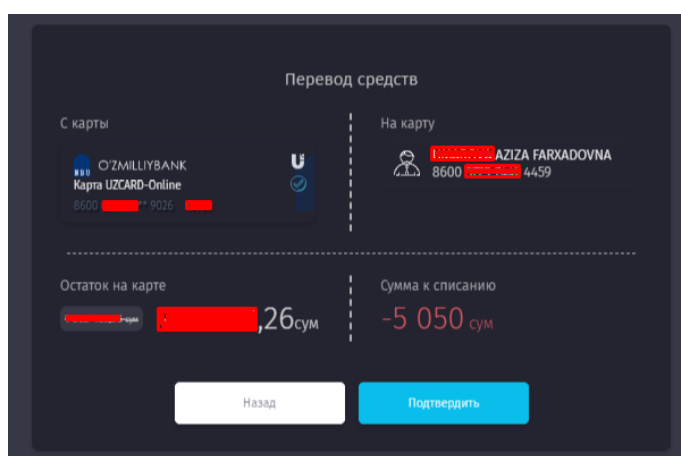 Перевод средств
С карты
O'ZMILLIYBANK
NBU
Карта UZCARD-Online
8600 ** 9026
На карту
AZIZA FARXADOVNA
8600 4459
Остаток на карте
,26сум
Сумма к списанию
-5 050 сум
Назад
Подтвердить